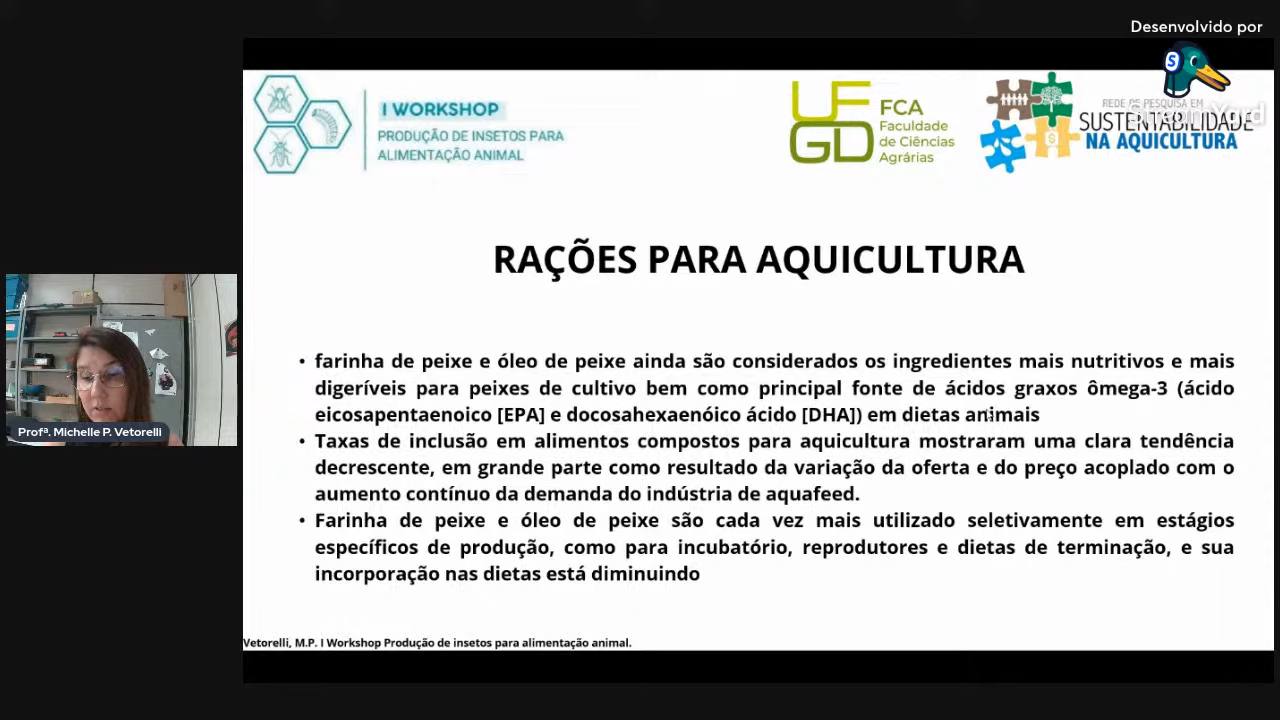 Desenvolvido por
StreamYard
I WORKSHOP
PRODUÇÃO DE INSETOS PARA
ALIMENTAÇÃO ANIMAL
UFGD
FCA
Faculdade
de Ciências
Agrárias
REDE DE PESQUISA EM
SUSTENTABILIDADE
NA AQUICULTURA
RAÇÕES PARA AQUICULTURA
• farinha de peixe e óleo de peixe ainda são considerados os ingredientes mais nutritivos e mais
digeríveis para peixes de cultivo bem como principal fonte de ácidos graxos ômega-3 (ácido
eicosapentaenoico [EPA] e docosahexaenóico ácido [DHA]) em dietas animais
• Taxas de inclusão em alimentos compostos para aquicultura mostraram uma clara tendência
decrescente, em grande parte como resultado da variação da oferta e do preço acoplado com o
aumento contínuo da demanda do indústria de aquafeed.
• Farinha de peixe e óleo de peixe são cada vez mais utilizado seletivamente em estágios
específicos de produção, como para incubatório, reprodutores e dietas de terminação, e sua
incorporação nas dietas está diminuindo
Profª. Michelle P. Vetorelli
Vetorelli, M.P. I Workshop Produção de insetos para alimentação animal.